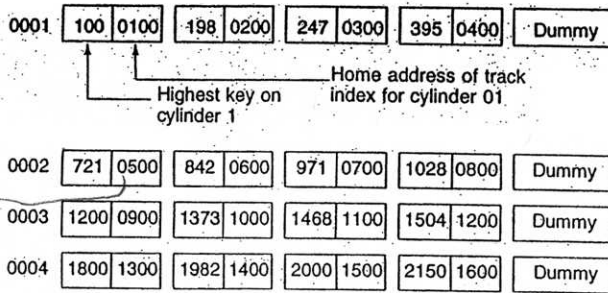 0001 100 0100 198 0200 247 0300 395 0400 Dummy
Highest key on cylinder 1
Home address of track index for cylinder 01
0002 721 0500 842 0600 971 0700 1028 0800 Dummy
0003 1200 0900 1373 1000 1468 1100 1504 1200 Dummy
0004 1800 1300 1982 1400 2000 1500 2150 1600 Dummy